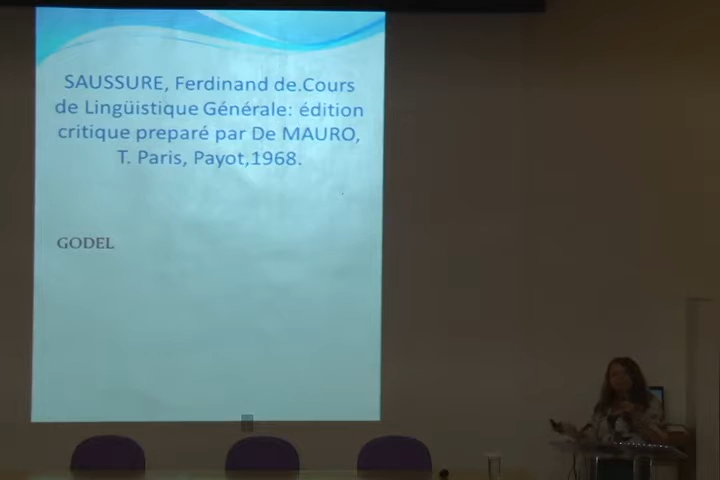 SAUSSURE, Ferdinand de.Cours
de Lingüistique Générale: édition
critique preparé par De MAURO,
T. Paris, Payot,1968.
GODEL